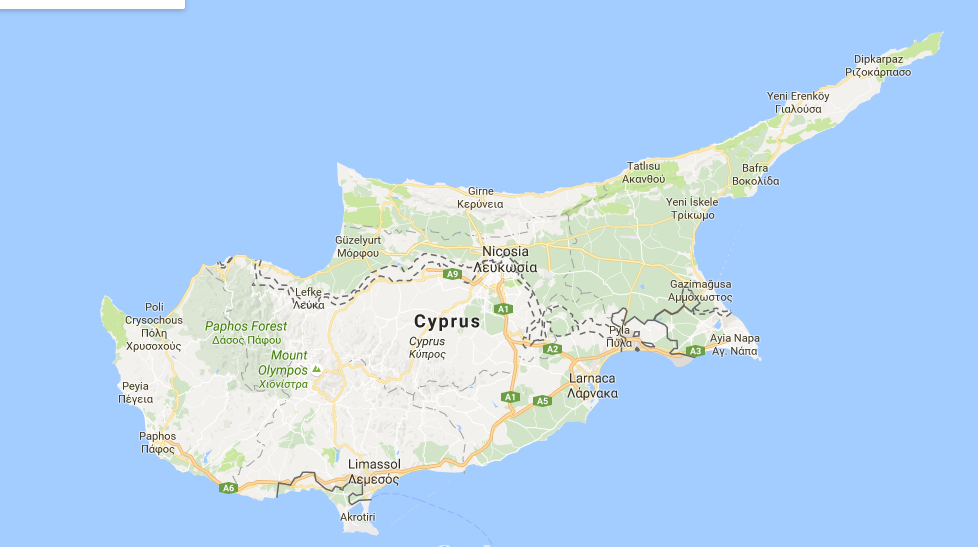 Dipkarpaz
Ριζοκάρπασο
Yeni Erenköy
Γιαλούσα
Tatlısu
Ακανθού
Bafra
Βοκολίδα
Girne
Κερύνεια
Yeni İskele
Τρίκωμο
Güzelyurt
Μόρφου
Nicosia
Λευκωσία
A9
Gazimağusa
Αμμόχωστος
Lefke
Λεύκα
Poli
Crysochous
Πόλη
Χρυσοχούς
A1
Paphos Forest
Δάσος Πάφου
Cyprus
Cyprus
Κύπρος
Pyla
Πύλα
Ayia Napa
Αγ. Νάπα
A2
A3
Mount
Olympos
Χιονίστρα
Peyia
Πέγεια
Larnaca
Λάρνακα
A1
A5
Paphos
Πάφος
Limassol
Λεμεσός
A6
Akrotiri